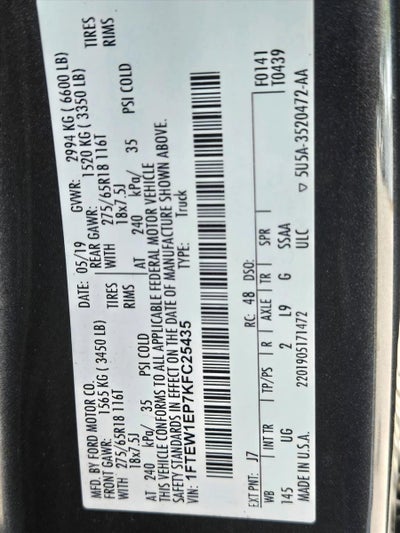 MFD. BY FORD MOTOR CO.
DATE: 05/19 GVWR: 2994 KG ( 6600 LB)
FRONT GAWR: 1565 KG ( 3450 LB) REAR GAWR: 1520 KG ( 3350 LB)
WITH 275/65R18 116T TIRES WITH 275/65R18 116T TIRES
18x7.5J RIMS 18x7.5J RIMS
AT 240 kPa/ 35 PSI COLD AT 240 kPa/ 35 PSI COLD
THIS VEHICLE CONFORMS TO ALL APPLICABLE FEDERAL MOTOR VEHICLE
SAFETY STANDARDS IN EFFECT ON THE DATE OF MANUFACTURE SHOWN ABOVE.
VIN: 1FTEW1EP7KFC25435 TYPE: Truck
F0141
EXT PNT: J7 RC: 48 DSO: T0439
WB INT TR TP/PS R AXLE TR SPR
145 UG 2 L9 G SSAA
MADE IN U.S.A. 2201905171472 ULC ▽ 5U5A-3520472-AA